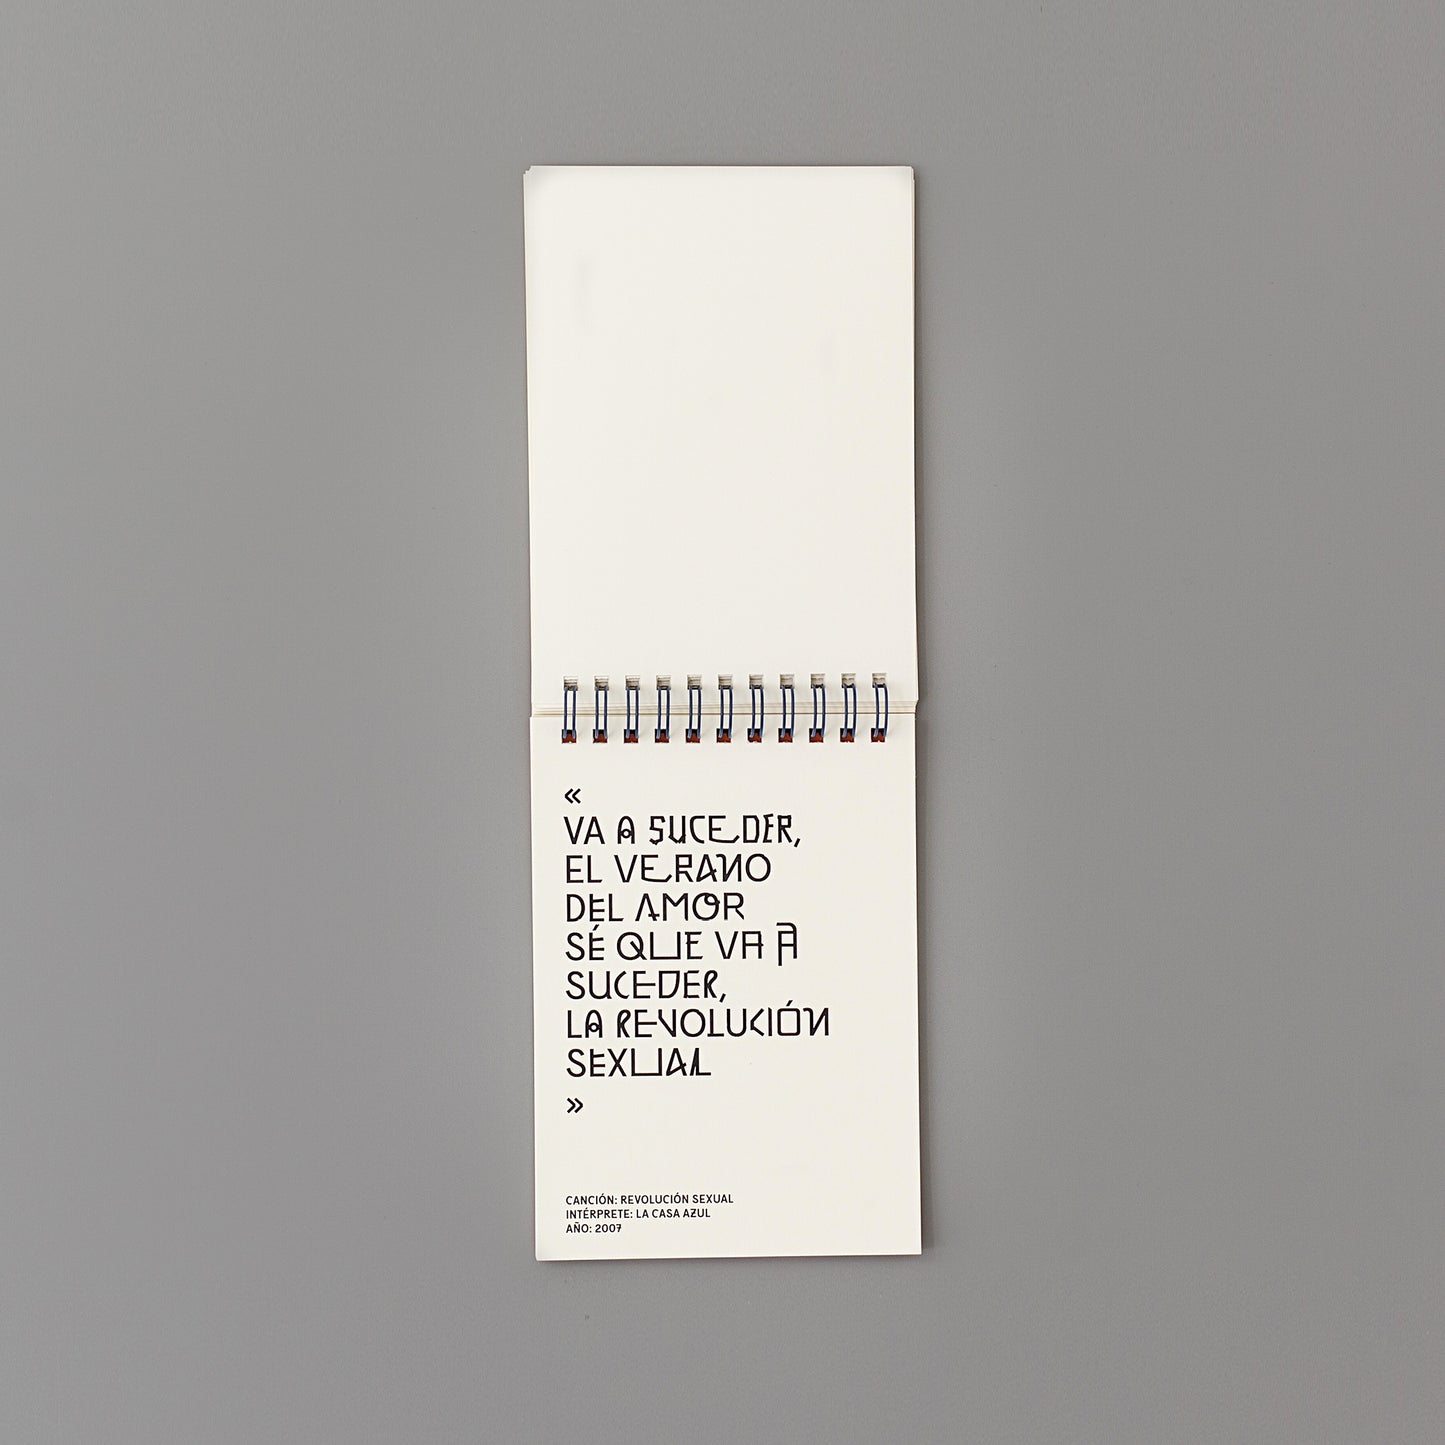 «
VA A SUCEDER,
EL VERANO
DEL AMOR
SÉ QUE VA A
SUCEDER,
LA REVOLUCIÓN
SEXUAL
»
CANCIÓN: REVOLUCIÓN SEXUAL
INTÉRPRETE: LA CASA AZUL
AÑO: 2007